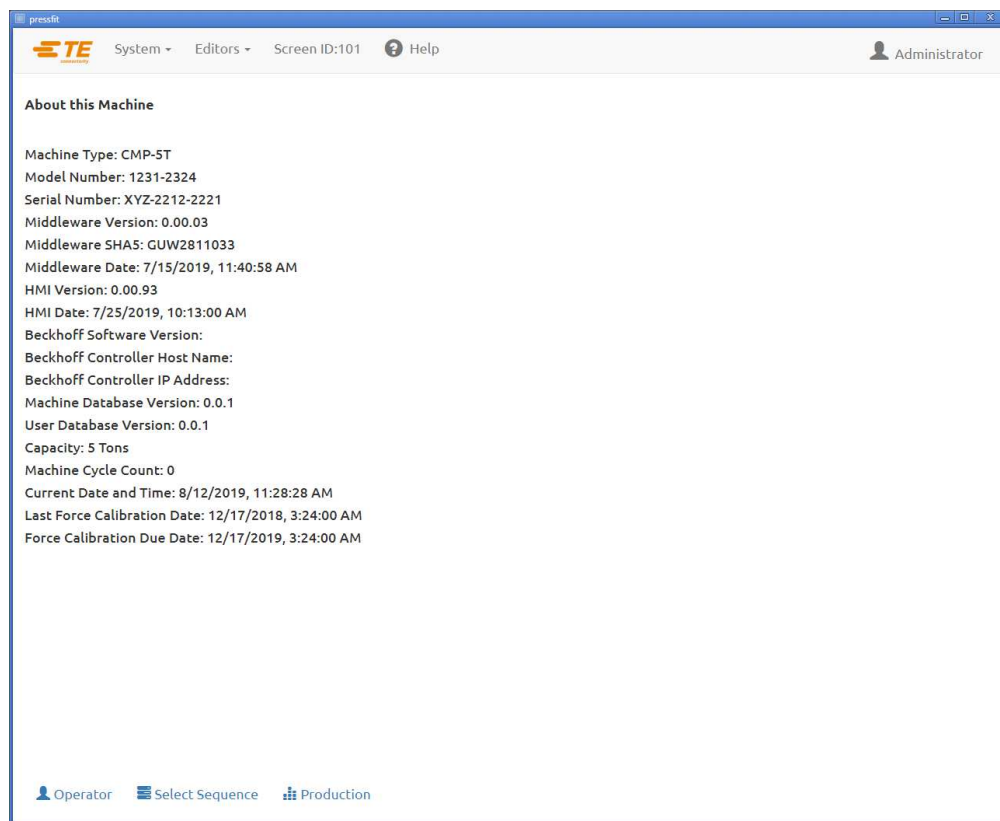 pressfit
TE connectivity System Editors Screen ID:101 Help Administrator
About this Machine
Machine Type: CMP-5T
Model Number: 1231-2324
Serial Number: XYZ-2212-2221
Middleware Version: 0.00.03
Middleware SHA5: GUW2811033
Middleware Date: 7/15/2019, 11:40:58 AM
HMI Version: 0.00.93
HMI Date: 7/25/2019, 10:13:00 AM
Beckhoff Software Version:
Beckhoff Controller Host Name:
Beckhoff Controller IP Address:
Machine Database Version: 0.0.1
User Database Version: 0.0.1
Capacity: 5 Tons
Machine Cycle Count: 0
Current Date and Time: 8/12/2019, 11:28:28 AM
Last Force Calibration Date: 12/17/2018, 3:24:00 AM
Force Calibration Due Date: 12/17/2019, 3:24:00 AM
Operator Select Sequence Production